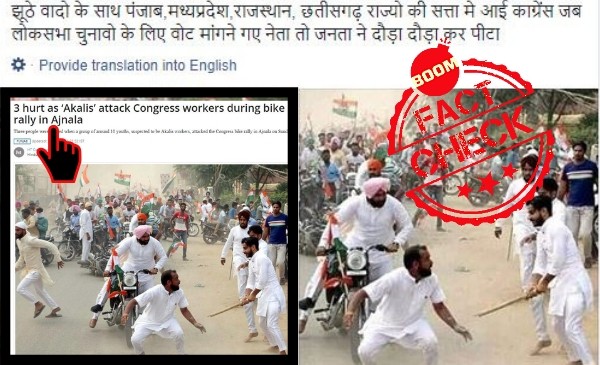 झूठे वादो के साथ पंजाब,मध्यप्रदेश,राजस्थान, छत्तीसगढ़ राज्यो की सत्ता मे आई कांग्रेस जब
लोकसभा चुनावो के लिए वोट मांगने गए नेता तो जनता ने दौड़ा दौड़ा कर पीटा
Provide translation into English
BOOM
FACT
CHECK
3 hurt as ‘Akalis’ attack Congress workers during bike
rally in Ajnala